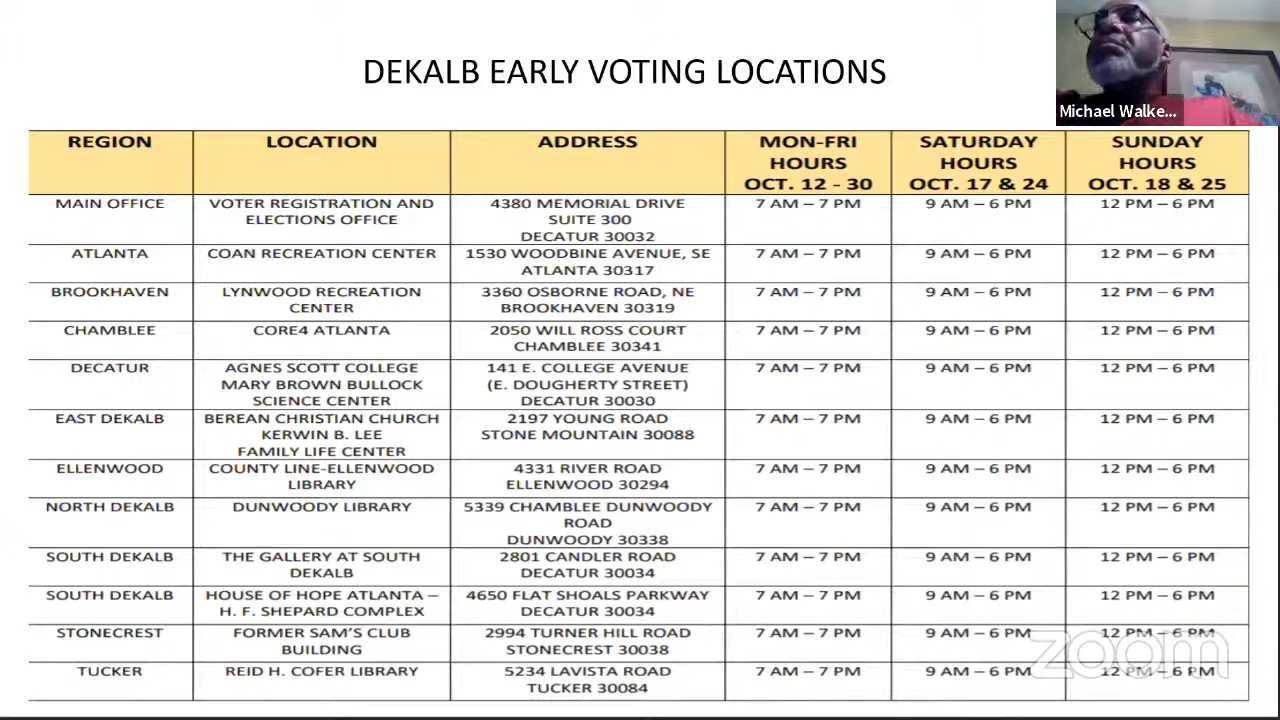 DEKALB EARLY VOTING LOCATIONS
Michael Walke...
REGION LOCATION ADDRESS MON-FRI HOURS OCT. 12 - 30 SATURDAY HOURS OCT. 17 & 24 SUNDAY HOURS OCT. 18 & 25
MAIN OFFICE VOTER REGISTRATION AND ELECTIONS OFFICE 4380 MEMORIAL DRIVE SUITE 300 DECATUR 30032 7 AM – 7 PM 9 AM – 6 PM 12 PM – 6 PM
ATLANTA COAN RECREATION CENTER 1530 WOODBINE AVENUE, SE ATLANTA 30317 7 AM – 7 PM 9 AM – 6 PM 12 PM – 6 PM
BROOKHAVEN LYNWOOD RECREATION CENTER 3360 OSBORNE ROAD, NE BROOKHAVEN 30319 7 AM – 7 PM 9 AM – 6 PM 12 PM – 6 PM
CHAMBLEE CORE4 ATLANTA 2050 WILL ROSS COURT CHAMBLEE 30341 7 AM – 7 PM 9 AM – 6 PM 12 PM – 6 PM
DECATUR AGNES SCOTT COLLEGE MARY BROWN BULLOCK SCIENCE CENTER 141 E. COLLEGE AVENUE (E. DOUGHERTY STREET) DECATUR 30030 7 AM – 7 PM 9 AM – 6 PM 12 PM – 6 PM
EAST DEKALB BEREAN CHRISTIAN CHURCH KERWIN B. LEE FAMILY LIFE CENTER 2197 YOUNG ROAD STONE MOUNTAIN 30088 7 AM – 7 PM 9 AM – 6 PM 12 PM – 6 PM
ELLENWOOD COUNTY LINE-ELLENWOOD LIBRARY 4331 RIVER ROAD ELLENWOOD 30294 7 AM – 7 PM 9 AM – 6 PM 12 PM – 6 PM
NORTH DEKALB DUNWOODY LIBRARY 5339 CHAMBLEE DUNWOODY ROAD DUNWOODY 30338 7 AM – 7 PM 9 AM – 6 PM 12 PM – 6 PM
SOUTH DEKALB THE GALLERY AT SOUTH DEKALB 2801 CANDLER ROAD DECATUR 30034 7 AM – 7 PM 9 AM – 6 PM 12 PM – 6 PM
SOUTH DEKALB HOUSE OF HOPE ATLANTA – H. F. SHEPARD COMPLEX 4650 FLAT SHOALS PARKWAY DECATUR 30034 7 AM – 7 PM 9 AM – 6 PM 12 PM – 6 PM
STONECREST FORMER SAM'S CLUB BUILDING 2994 TURNER HILL ROAD STONECREST 30038 7 AM – 7 PM 9 AM – 6 PM 12 PM – 6 PM
TUCKER REID H. COFER LIBRARY 5234 LAVISTA ROAD TUCKER 30084 7 AM – 7 PM 9 AM – 6 PM 12 PM – 6 PM
zoom